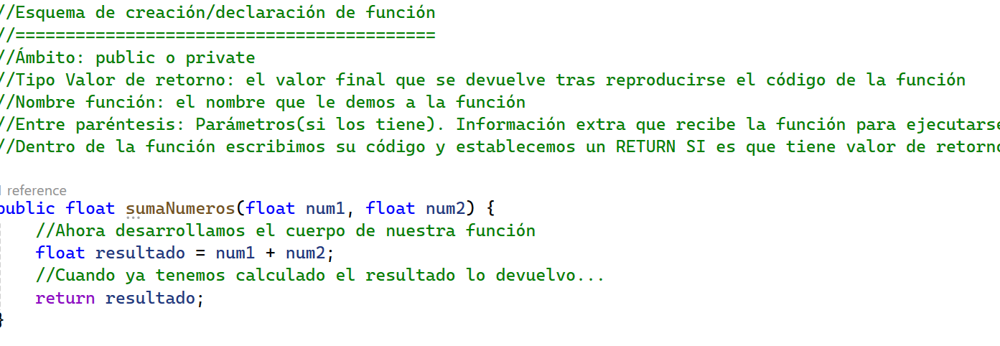 //Esquema de creación/declaración de función
//==========================================
//Ámbito: public o private
//Tipo Valor de retorno: el valor final que se devuelve tras reproducirse el código de la función
//Nombre función: el nombre que le demos a la función
//Entre paréntesis: Parámetros(si los tiene). Información extra que recibe la función para ejecutarse
//Dentro de la función escribimos su código y establecemos un RETURN SI es que tiene valor de retorno
1 reference
public float sumaNumeros(float num1, float num2) {
//Ahora desarrollamos el cuerpo de nuestra función
float resultado = num1 + num2;
//Cuando ya tenemos calculado el resultado lo devuelvo...
return resultado;
}